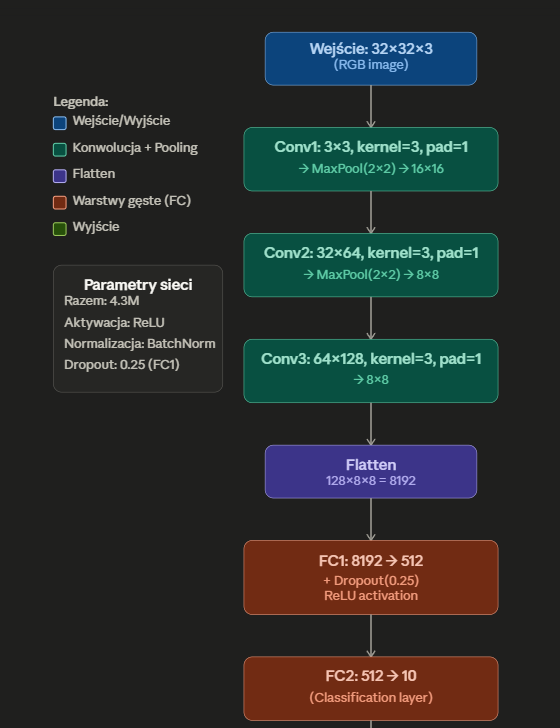 Wejście: 32×32×3
(RGB image)
Legenda:
Wejście/Wyjście
Konwolucja + Pooling
Flatten
Warstwy gęste (FC)
Wyjście
Parametry sieci
Razem: 4.3M
Aktywacja: ReLU
Normalizacja: BatchNorm
Dropout: 0.25 (FC1)
Conv1: 3×3, kernel=3, pad=1
→ MaxPool(2×2) → 16×16
Conv2: 32×64, kernel=3, pad=1
→ MaxPool(2×2) → 8×8
Conv3: 64×128, kernel=3, pad=1
→ 8×8
Flatten
128×8×8 = 8192
FC1: 8192 → 512
+ Dropout(0.25)
ReLU activation
FC2: 512 → 10
(Classification layer)